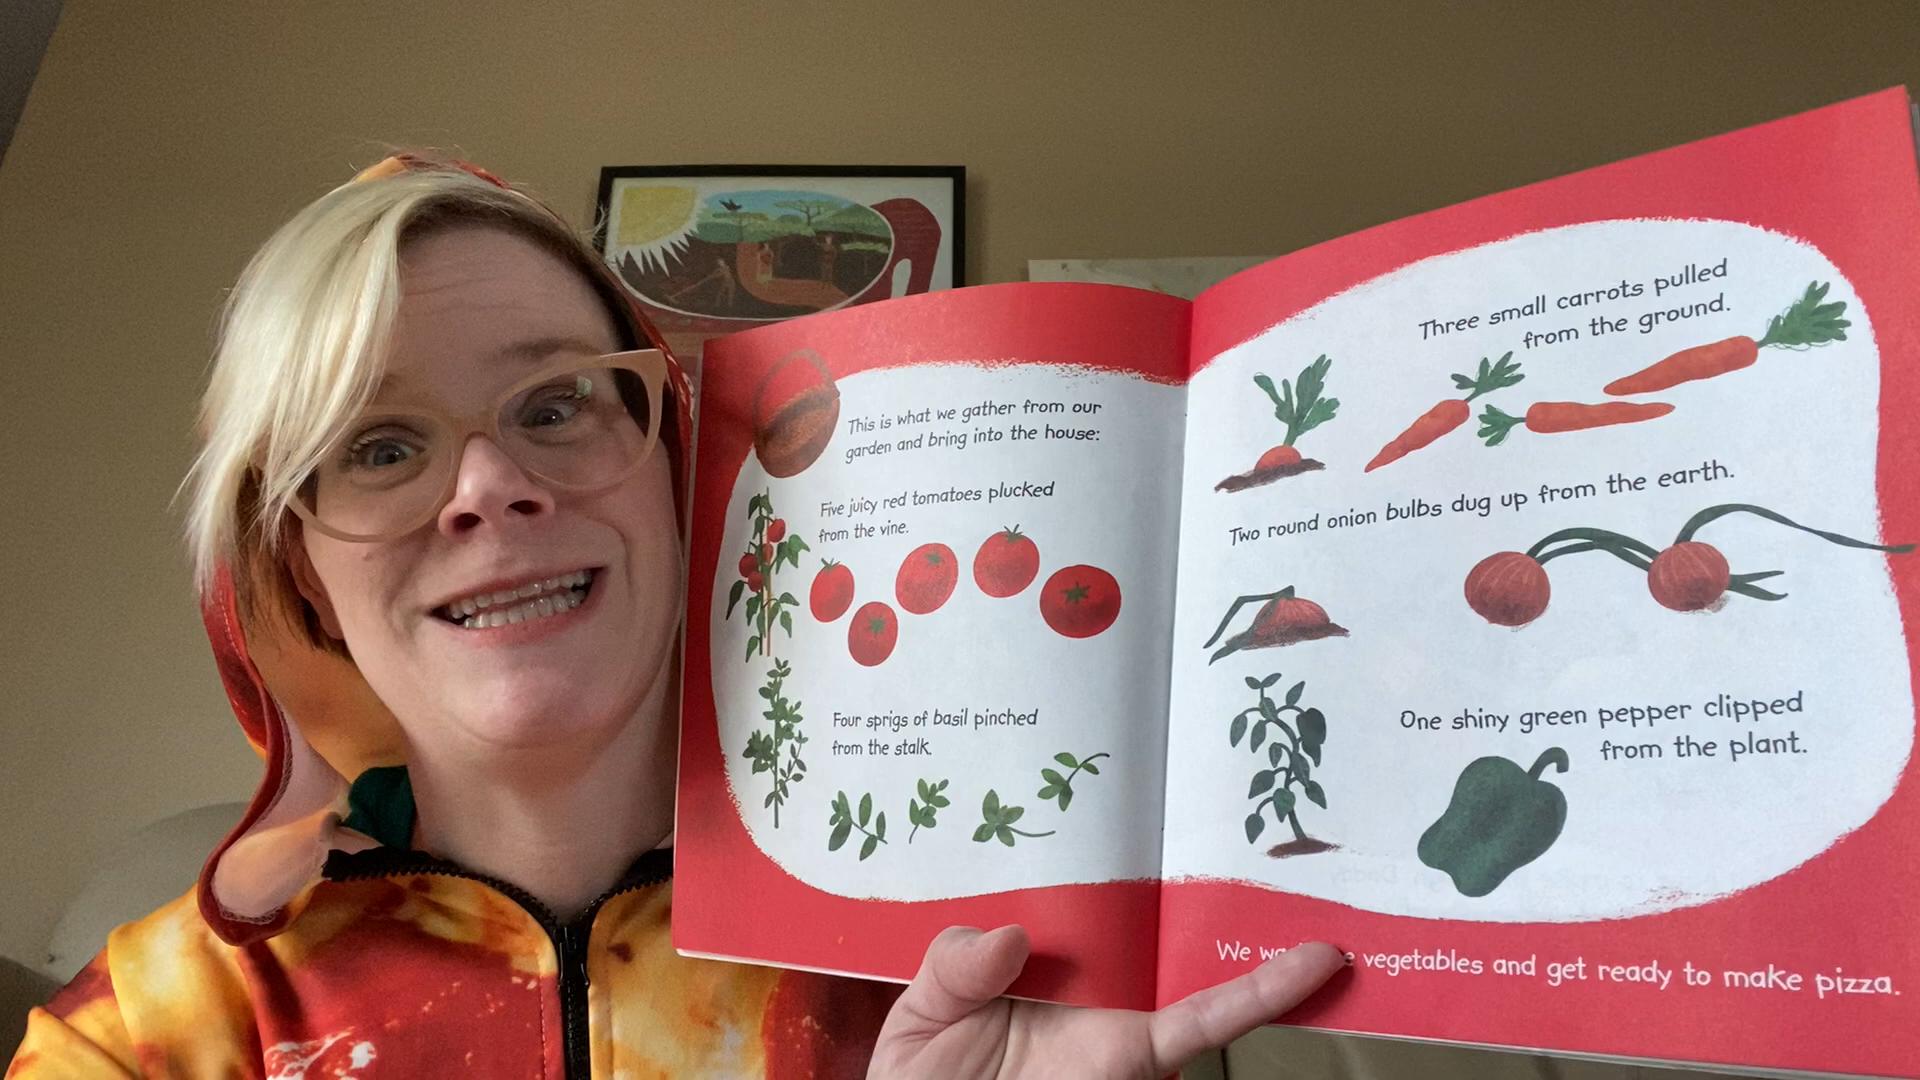 This is what we gather from our
garden and bring into the house:
Five juicy red tomatoes plucked
from the vine.
Four sprigs of basil pinched
from the stalk.
Three small carrots pulled
from the ground.
Two round onion bulbs dug up from the earth.
One shiny green pepper clipped
from the plant.
We vegetables and get ready to make pizza.